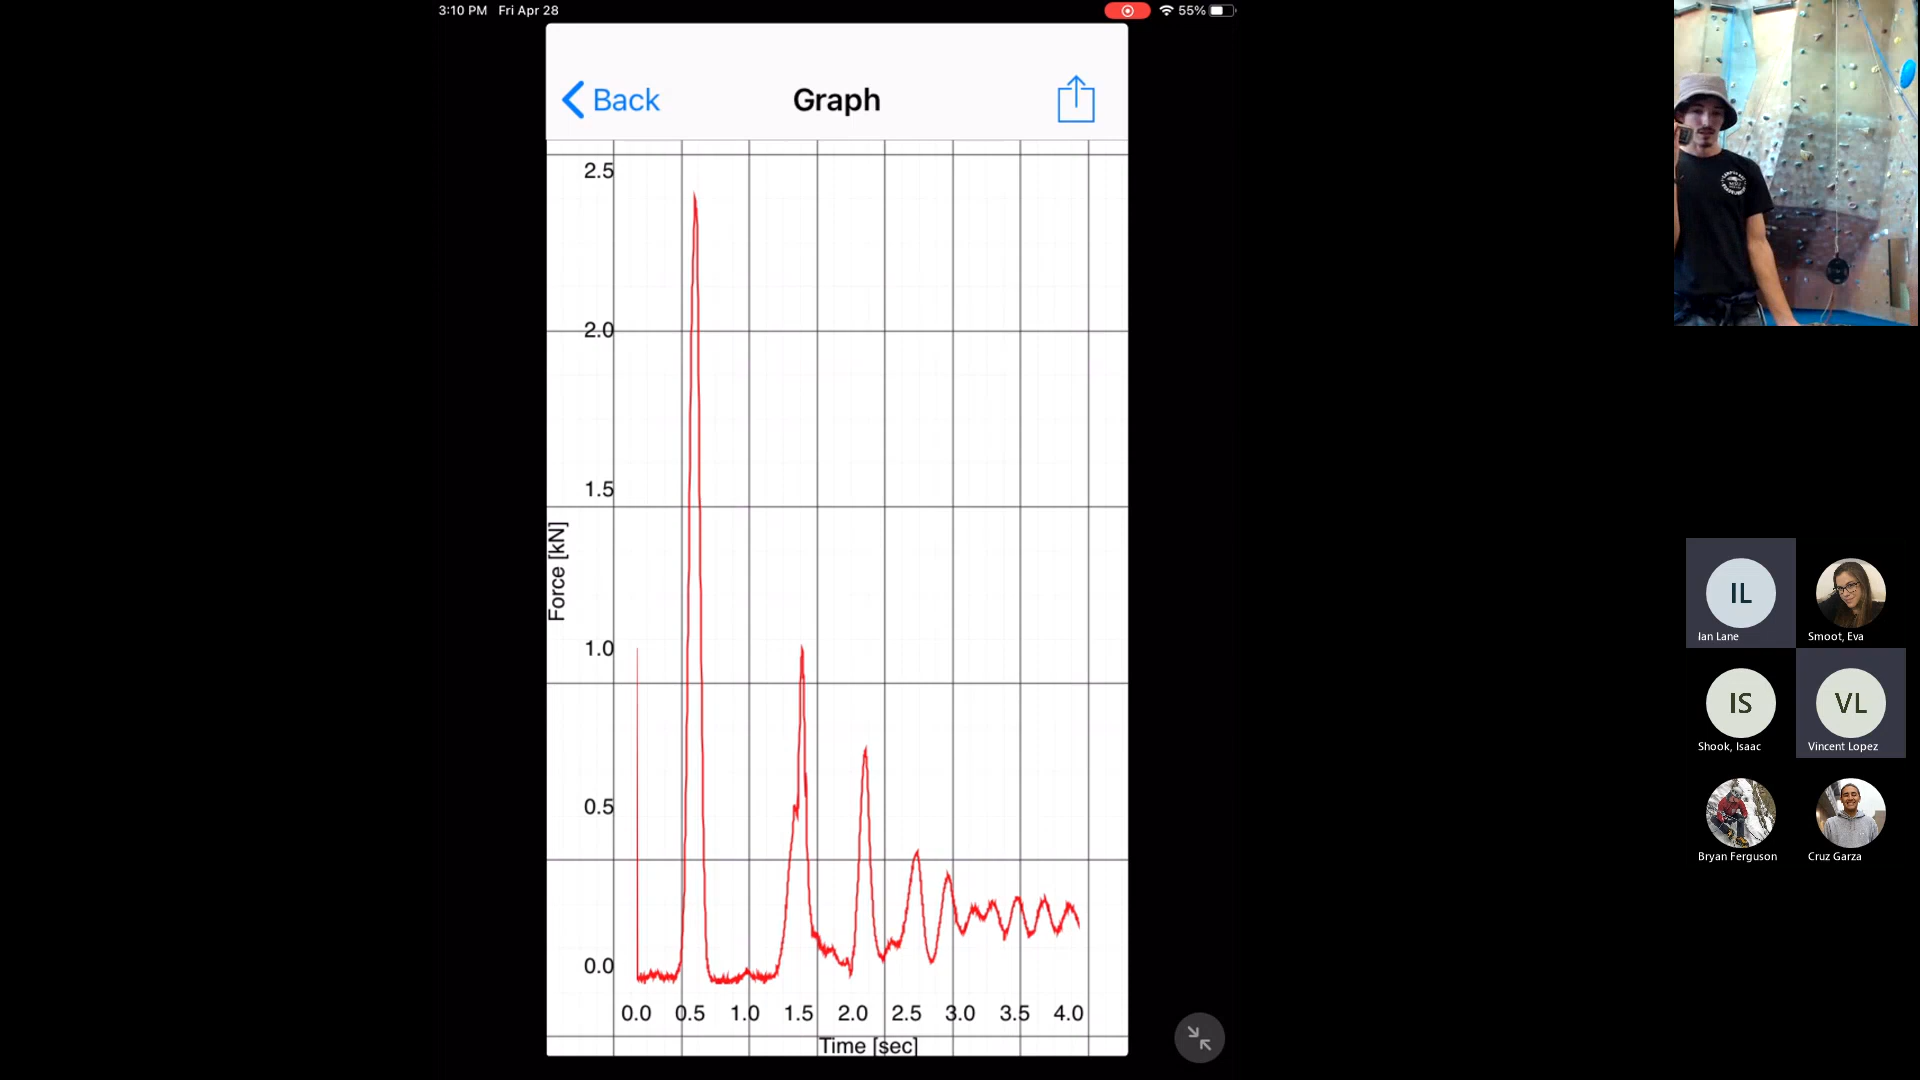 3:10 PM Fri Apr 28
55%
Back
Graph
2.5
2.0
1.5
1.0
0.5
0.0
Force [kN]
0.0 0.5 1.0 1.5 2.0 2.5 3.0 3.5 4.0
Time [sec]
IL
Ian Lane
Smoot, Eva
IS
Shook, Isaac
VL
Vincent Lopez
Bryan Ferguson
Cruz Garza